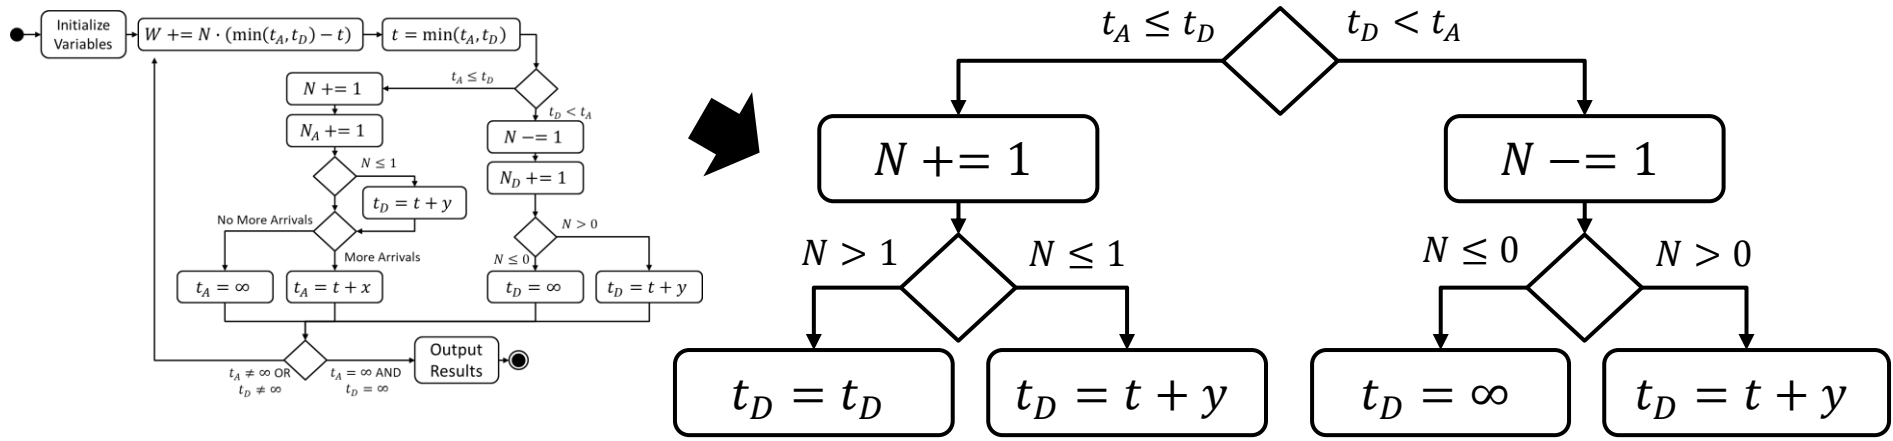 Initialize
Variables
W += N · (min(t_A, t_D) − t)
t = min(t_A, t_D)
t_A ≤ t_D
t_D < t_A
N += 1
N_A += 1
N ≤ 1
t_D = t + y
No More Arrivals
More Arrivals
t_A = ∞
t_A = t + x
N −= 1
N_D += 1
N > 0
N ≤ 0
t_D = ∞
t_D = t + y
t_A ≠ ∞ OR
t_D ≠ ∞
t_A = ∞ AND
t_D = ∞
Output
Results
t_A ≤ t_D
t_D < t_A
N += 1
N −= 1
N > 1
N ≤ 1
N ≤ 0
N > 0
t_D = t_D
t_D = t + y
t_D = ∞
t_D = t + y